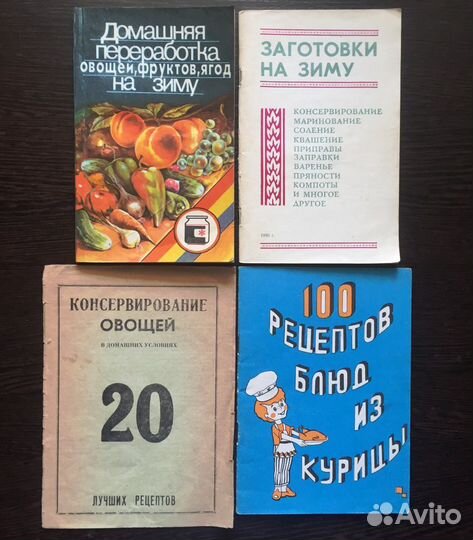 Домашняя
переработка
овощей, фруктов, ягод
на зиму
ЗАГОТОВКИ
НА ЗИМУ
КОНСЕРВИРОВАНИЕ
МАРИНОВАНИЕ
СОЛЕНИЕ
КВАШЕНИЕ
ПРИПРАВЫ
ЗАПРАВКИ
ВАРЕНЬЕ
ПРЯНОСТИ
КОМПОТЫ
И МНОГОЕ
ДРУГОЕ
КОНСЕРВИРОВАНИЕ
ОВОЩЕЙ
В ДОМАШНИХ УСЛОВИЯХ
20
ЛУЧШИХ РЕЦЕПТОВ
100
РЕЦЕПТОВ
БЛЮД
ИЗ
КУРИЦЫ
Avito